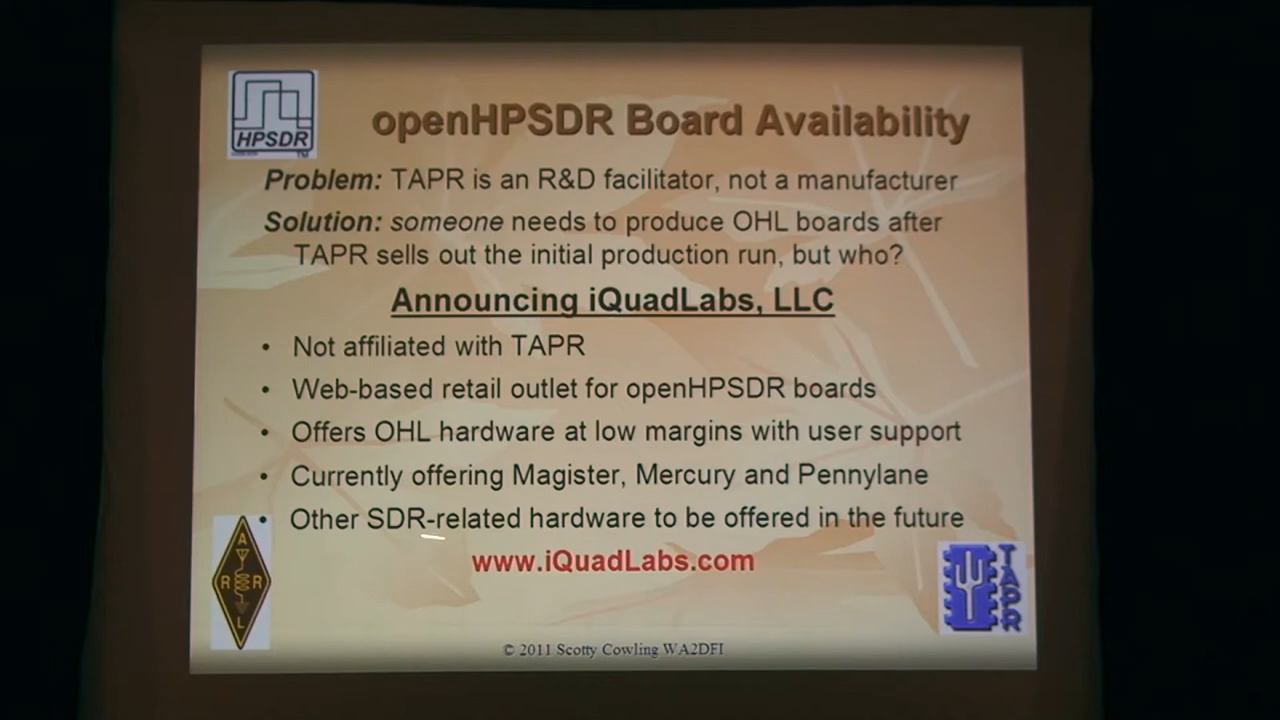 HPSDR
TM
openHPSDR Board Availability
Problem: TAPR is an R&D facilitator, not a manufacturer
Solution: someone needs to produce OHL boards after
TAPR sells out the initial production run, but who?
Announcing iQuadLabs, LLC
• Not affiliated with TAPR
• Web-based retail outlet for openHPSDR boards
• Offers OHL hardware at low margins with user support
• Currently offering Magister, Mercury and Pennylane
• Other SDR-related hardware to be offered in the future
www.iQuadLabs.com
A
R R
L
TAPR
© 2011 Scotty Cowling WA2DFI